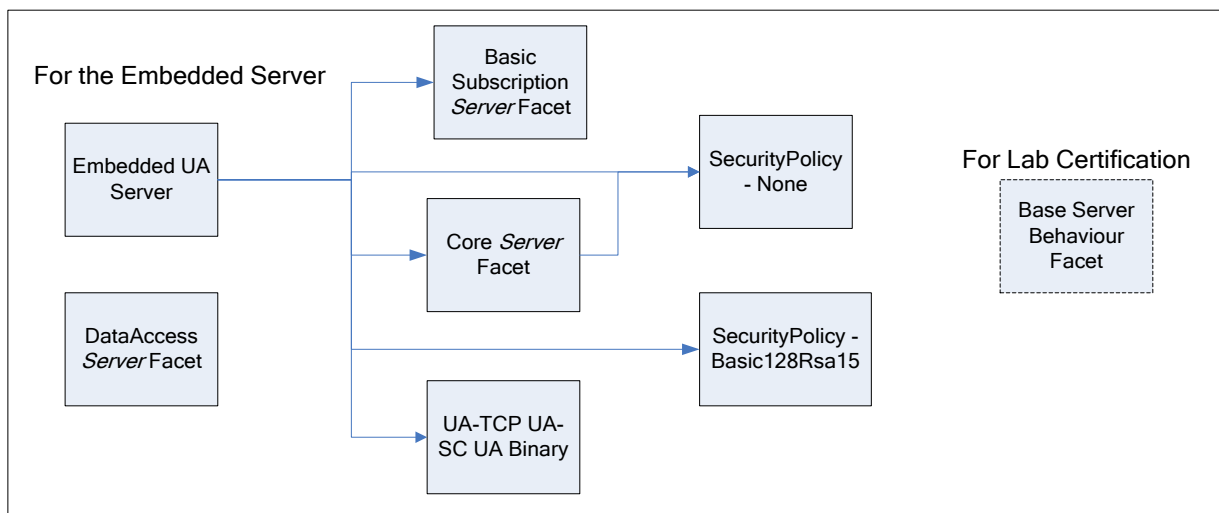 For the Embedded Server
Embedded UA
Server
DataAccess
Server Facet
Basic
Subscription
Server Facet
Core Server
Facet
UA-TCP UA-
SC UA Binary
SecurityPolicy
- None
SecurityPolicy -
Basic128Rsa15
For Lab Certification
Base Server
Behaviour
Facet